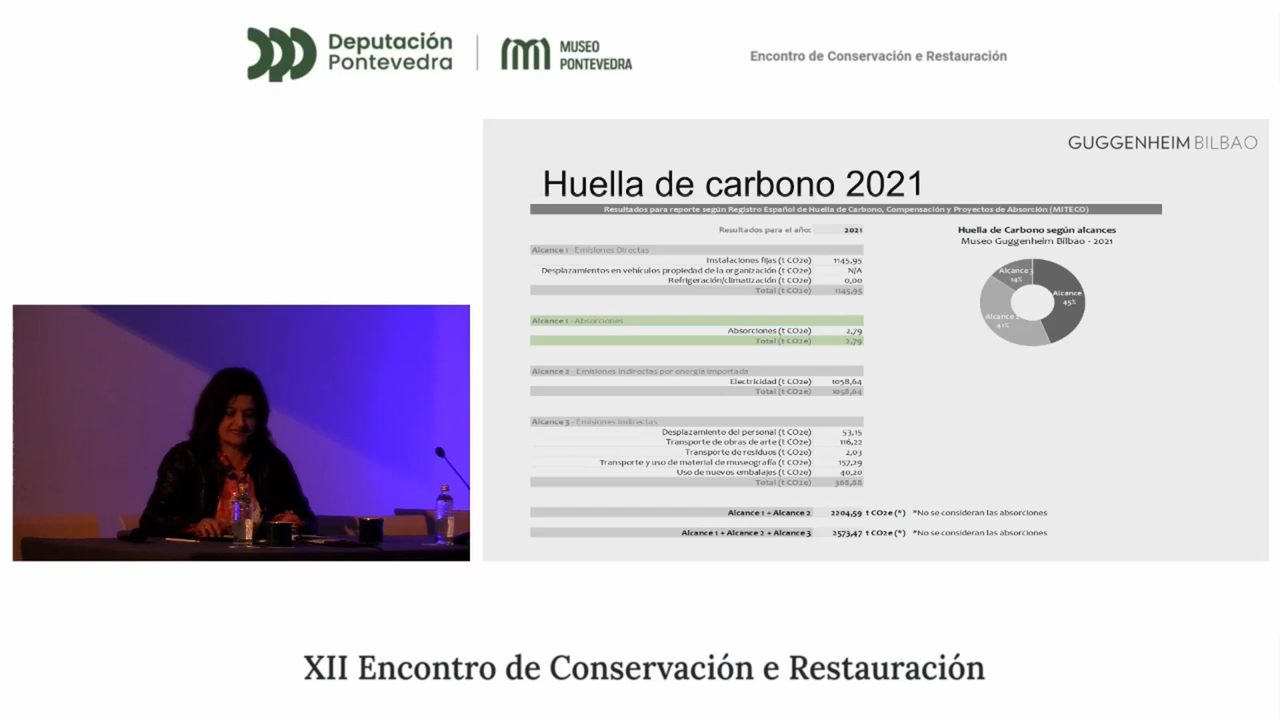 Deputación
Pontevedra
MUSEO
PONTEVEDRA
Encontro de Conservación e Restauración
GUGGENHEIM BILBAO
Huella de carbono 2021
Resultados para reporte según Registro Español de Huella de Carbono, Compensación y Proyectos de Absorción (MITECO)
Resultados para el año: 2021
Alcance 1 - Emisiones Directas
Instalaciones fijas (t CO2e) 1145,95
Desplazamientos en vehículos propiedad de la organización (t CO2e) N/A
Refrigeración/climatización (t CO2e) 0,00
Total (t CO2e) 1145,95
Alcance 1 - Absorciones
Absorciones (t CO2e) 2,79
Total (t CO2e) 2,79
Alcance 2 - Emisiones Indirectas por energía importada
Electricidad (t CO2e) 1058,64
Total (t CO2e) 1058,64
Alcance 3 - Emisiones Indirectas
Desplazamiento del personal (t CO2e) 53,15
Transporte de obras de arte (t CO2e) 116,22
Transporte de residuos (t CO2e) 2,03
Transporte y uso de material de museografía (t CO2e) 157,29
Uso de nuevos embalajes (t CO2e) 40,20
Total (t CO2e) 368,88
Alcance 1 + Alcance 2 2204,59 t CO2e (*) *No se consideran las absorciones
Alcance 1 + Alcance 2 + Alcance 3 2573,47 t CO2e (*) *No se consideran las absorciones
Huella de Carbono según alcances
Museo Guggenheim Bilbao - 2021
Alcance 3
14%
Alcance
45%
Alcance 2
41%
XII Encontro de Conservación e Restauración